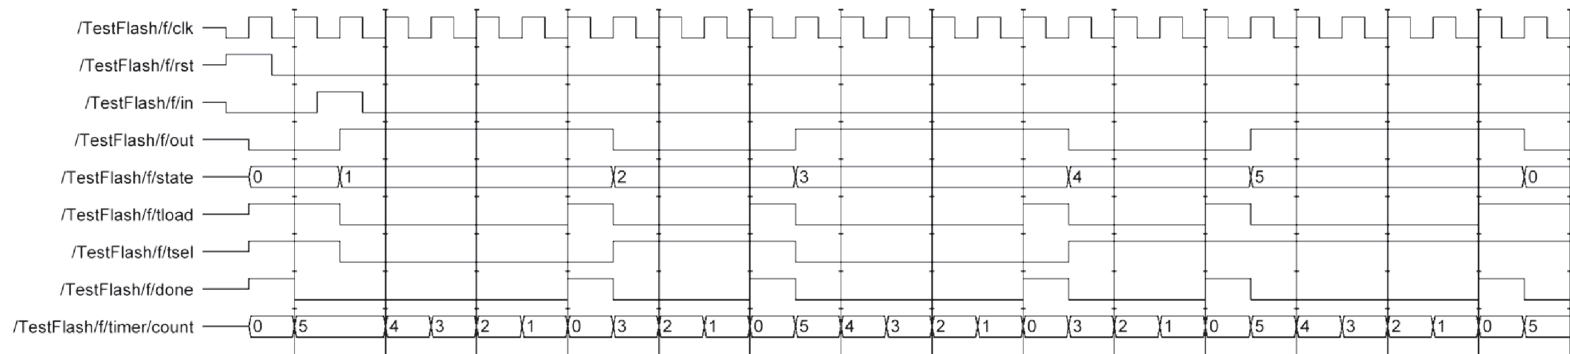 /TestFlash/f/clk
/TestFlash/f/rst
/TestFlash/f/in
/TestFlash/f/out
/TestFlash/f/state 0 1 2 3 4 5 0
/TestFlash/f/tload
/TestFlash/f/tsel
/TestFlash/f/done
/TestFlash/f/timer/count 0 5 4 3 2 1 0 3 2 1 0 5 4 3 2 1 0 3 2 1 0 5 4 3 2 1 0 5